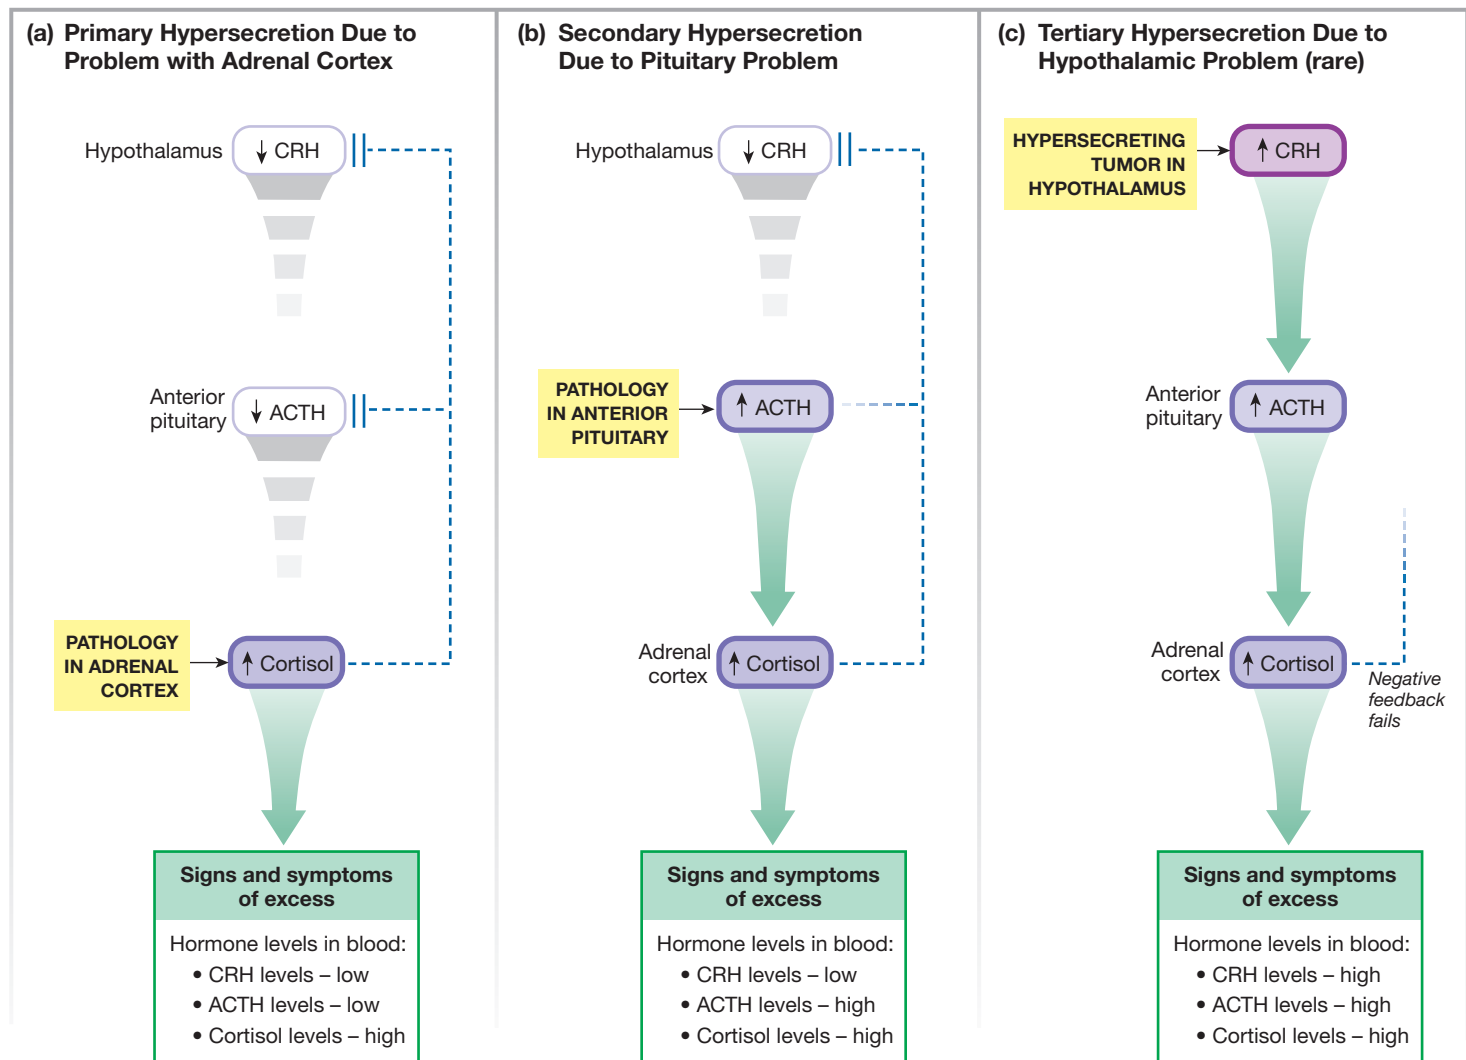 (a) Primary Hypersecretion Due to
Problem with Adrenal Cortex
Hypothalamus
↓ CRH
Anterior
pituitary
↓ ACTH
PATHOLOGY
IN ADRENAL
CORTEX
↑ Cortisol
Signs and symptoms
of excess
Hormone levels in blood:
• CRH levels – low
• ACTH levels – low
• Cortisol levels – high
(b) Secondary Hypersecretion
Due to Pituitary Problem
Hypothalamus
↓ CRH
PATHOLOGY
IN ANTERIOR
PITUITARY
↑ ACTH
Adrenal
cortex
↑ Cortisol
Signs and symptoms
of excess
Hormone levels in blood:
• CRH levels – low
• ACTH levels – high
• Cortisol levels – high
(c) Tertiary Hypersecretion Due to
Hypothalamic Problem (rare)
HYPERSECRETING
TUMOR IN
HYPOTHALAMUS
↑ CRH
Anterior
pituitary
↑ ACTH
Adrenal
cortex
↑ Cortisol
Negative
feedback
fails
Signs and symptoms
of excess
Hormone levels in blood:
• CRH levels – high
• ACTH levels – high
• Cortisol levels – high